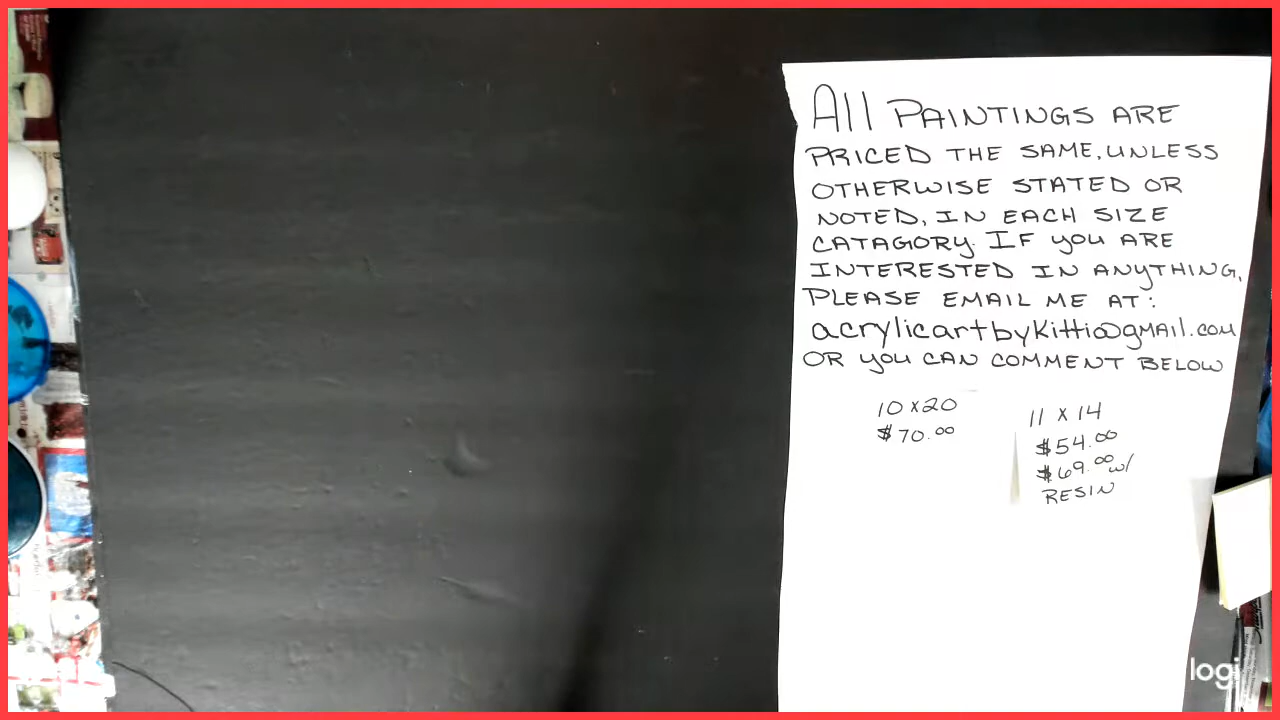 All PAINTINGS ARE
PRICED THE SAME, UNLESS
OTHERWISE STATED OR
NOTED, IN EACH SIZE
CATAGORY. IF YOU ARE
INTERESTED IN ANYTHING,
PLEASE EMAIL ME AT:
acrylicartbykitti@gmail.com
OR YOU CAN COMMENT BELOW
10 x 20
$70.00
11 x 14
$54.00
$69.00 w/
RESIN
logi